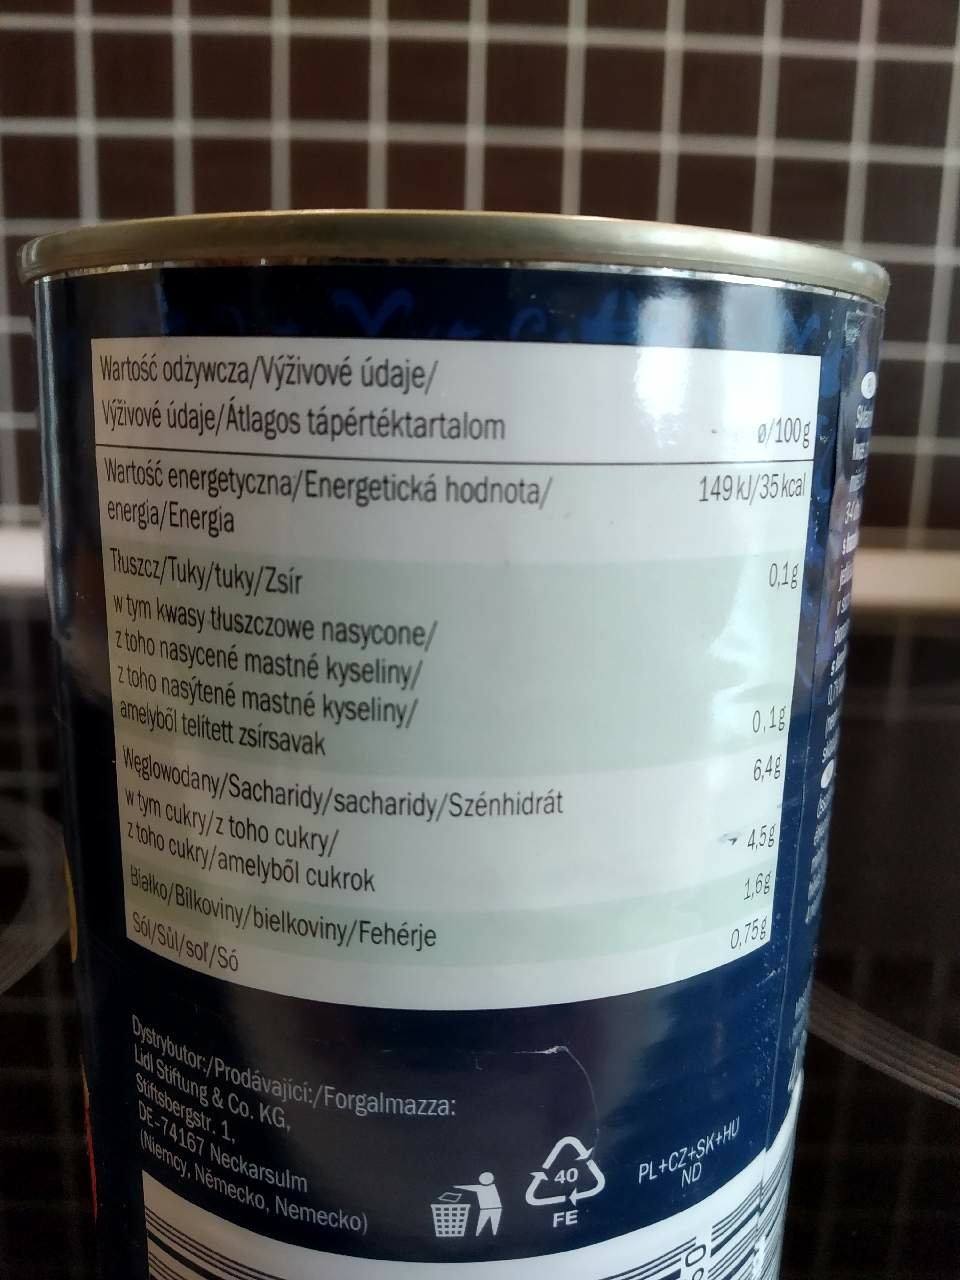 Wartość odżywcza/Výživové údaje/
Výživové údaje/Átlagos tápértéktartalom ø/100g
Wartość energetyczna/Energetická hodnota/ 149 kJ/35 kcal
energia/Energia
Tłuszcz/Tuky/tuky/Zsír 0,1g
w tym kwasy tłuszczowe nasycone/
z toho nasycené mastné kyseliny/
z toho nasýtené mastné kyseliny/
amelyből telített zsírsavak 0,1g
Węglowodany/Sacharidy/sacharidy/Szénhidrát 6,4g
w tym cukry/z toho cukry/
z toho cukry/amelyből cukrok 4,5g
Białko/Bílkoviny/bielkoviny/Fehérje 1,6g
Sól/Sůl/soľ/Só 0,75g
Dystrybutor:/Prodávající:/Forgalmazza:
Lidl Stiftung & Co. KG,
Stiftsbergstr. 1,
DE-74167 Neckarsulm
(Niemcy, Německo, Nemecko)
40
FE
PL+CZ+SK+HU
ND